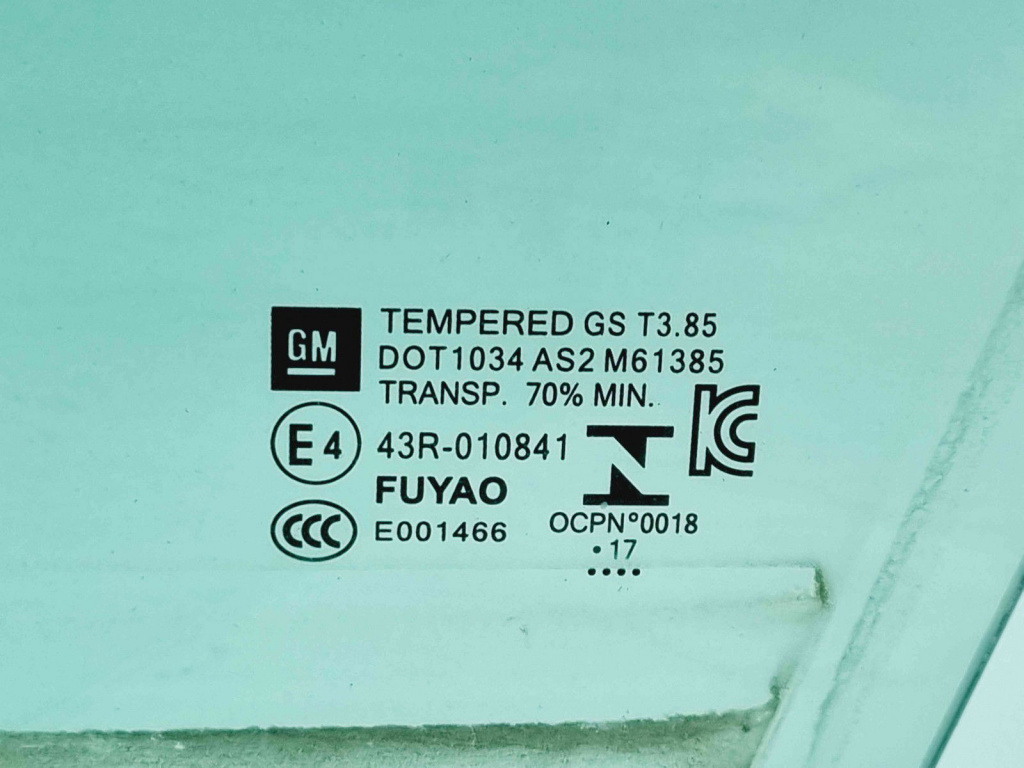 GM
TEMPERED GS T3.85
DOT1034 AS2 M61385
TRANSP. 70% MIN.
E4
43R-010841
FUYAO
CCC
E001466
KC
N
OCPN°0018
•17
••••